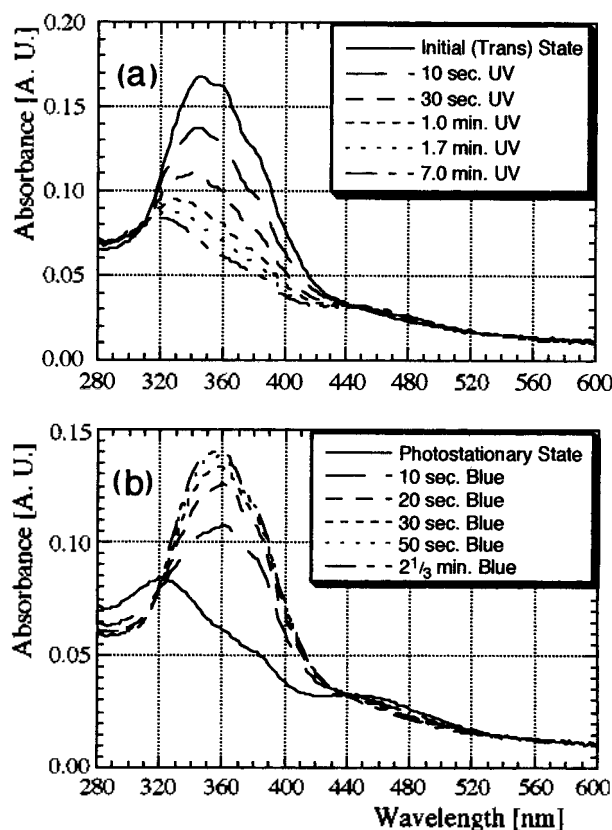 0.20
0.15
0.10
0.05
0.00
Absorbance [A. U.]
(a)
Initial (Trans) State
10 sec. UV
30 sec. UV
1.0 min. UV
1.7 min. UV
7.0 min. UV
280 320 360 400 440 480 520 560 600
0.15
0.10
0.05
0.00
Absorbance [A. U.]
(b)
Photostationary State
10 sec. Blue
20 sec. Blue
30 sec. Blue
50 sec. Blue
2 1/3 min. Blue
280 320 360 400 440 480 520 560 600
Wavelength [nm]